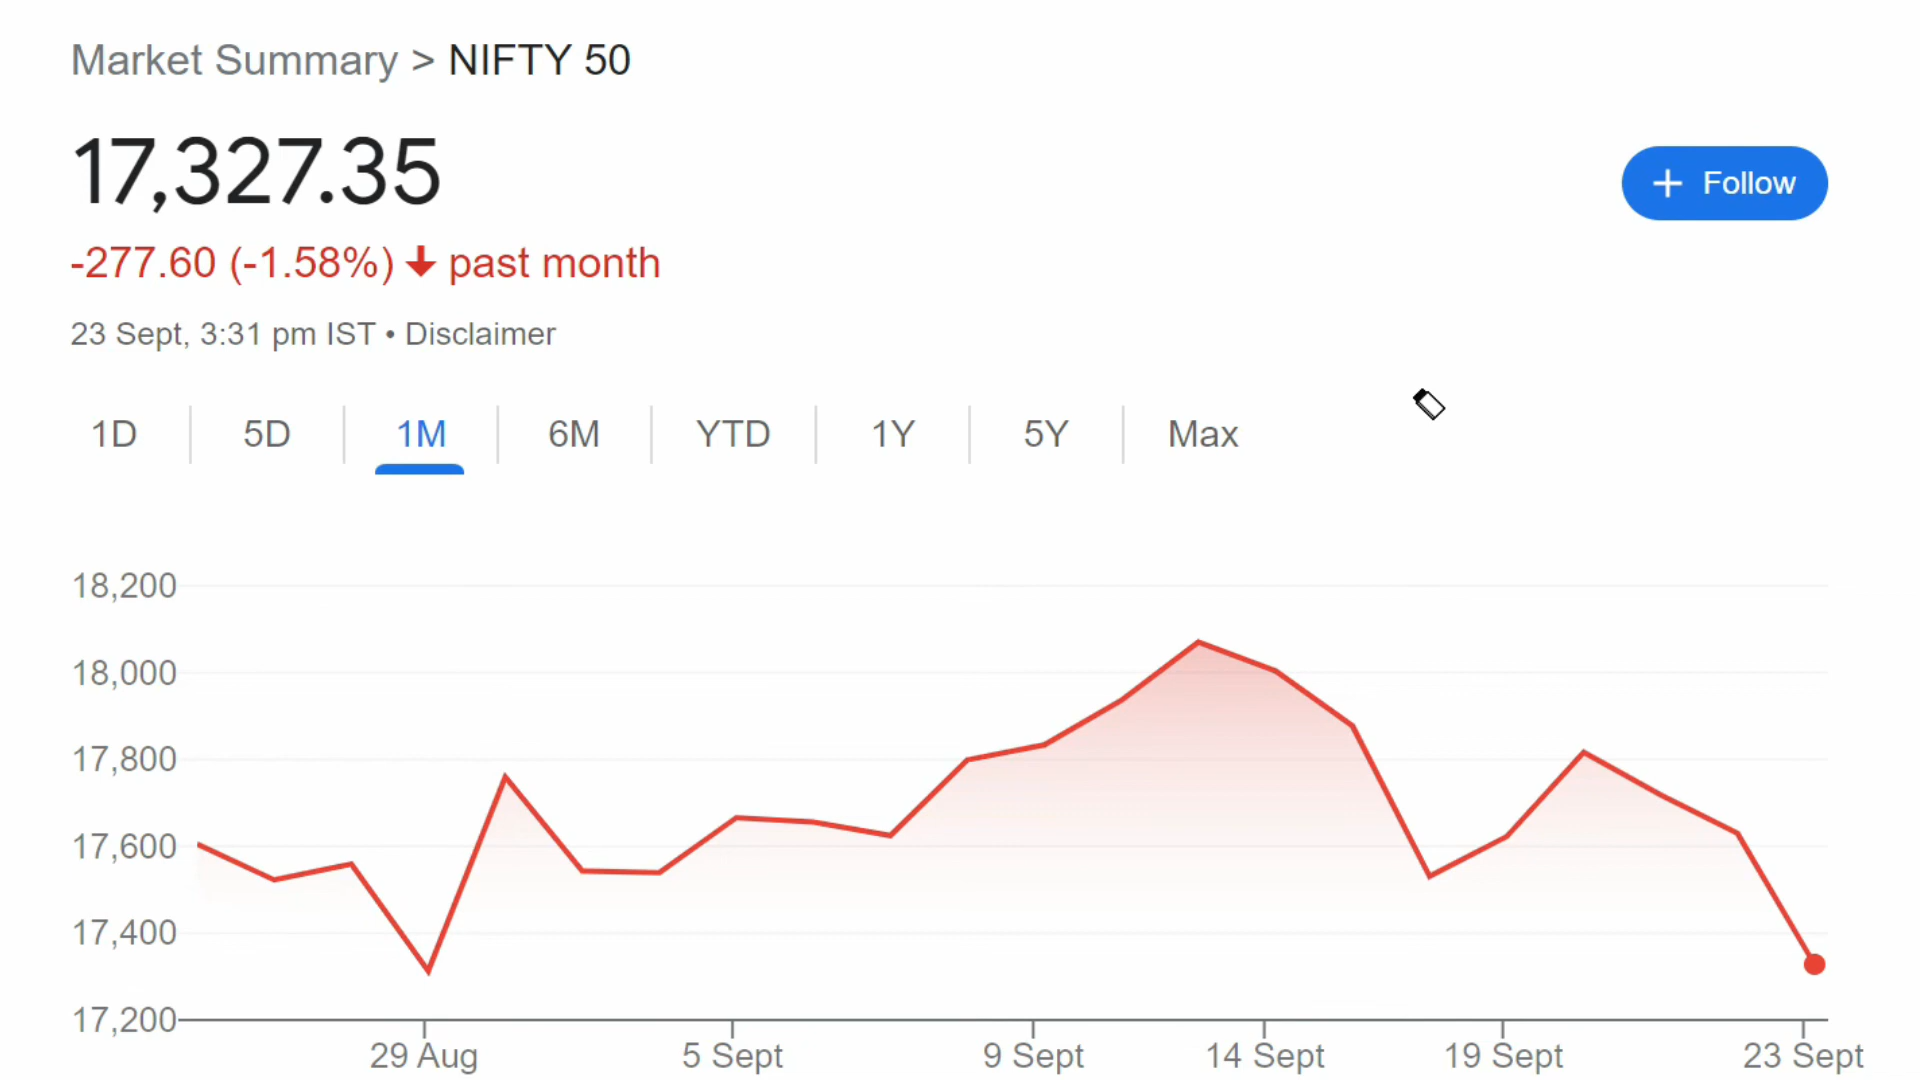 Market Summary > NIFTY 50
17,327.35
+ Follow
-277.60 (-1.58%) ↓ past month
23 Sept, 3:31 pm IST • Disclaimer
1D 5D 1M 6M YTD 1Y 5Y Max
18,200
18,000
17,800
17,600
17,400
17,200
29 Aug 5 Sept 9 Sept 14 Sept 19 Sept 23 Sept